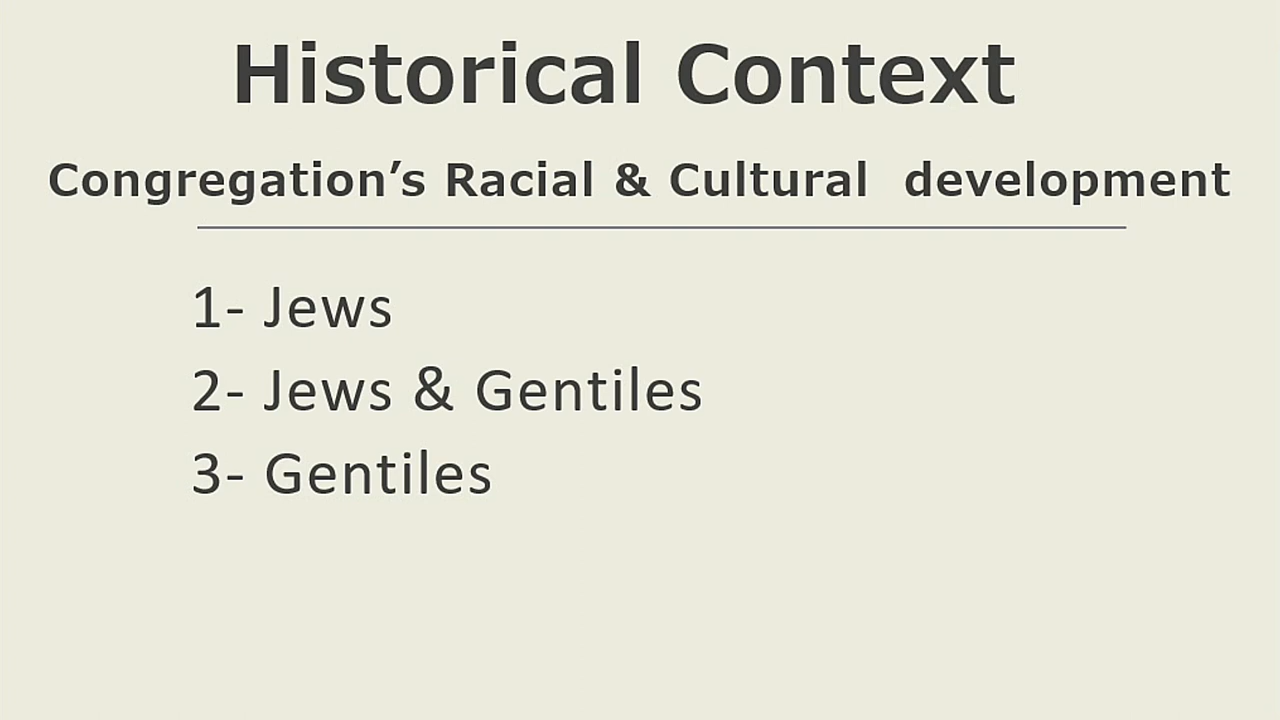 Historical Context
Congregation’s Racial & Cultural  development
1- Jews
2- Jews & Gentiles
3- Gentiles